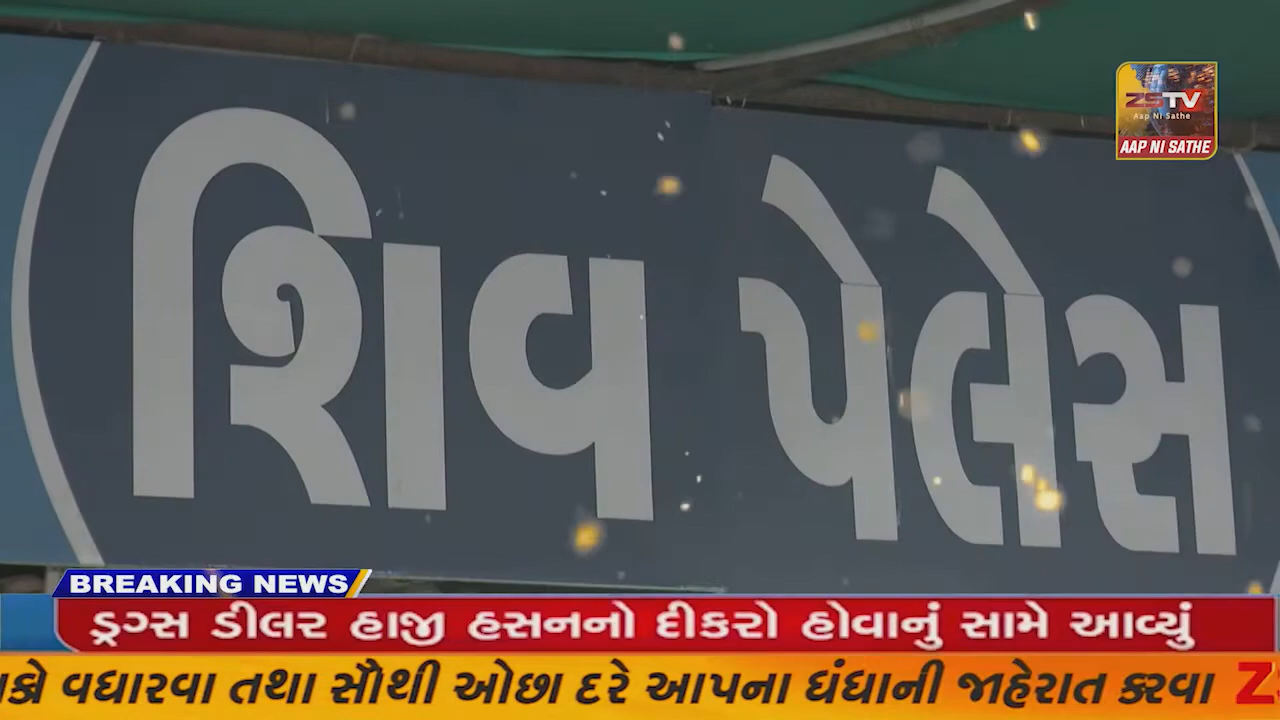 ZSTV
Aap Ni Sathe
AAP NI SATHE
શિવ પેલેસ
BREAKING NEWS
ડ્રગ્સ ડીલર હાજી હસનનો દીકરો હોવાનું સામે આવ્યું
વધારવા તથા સૌથી ઓછા દરે આપના ધંધાની જાહેરાત કરવા